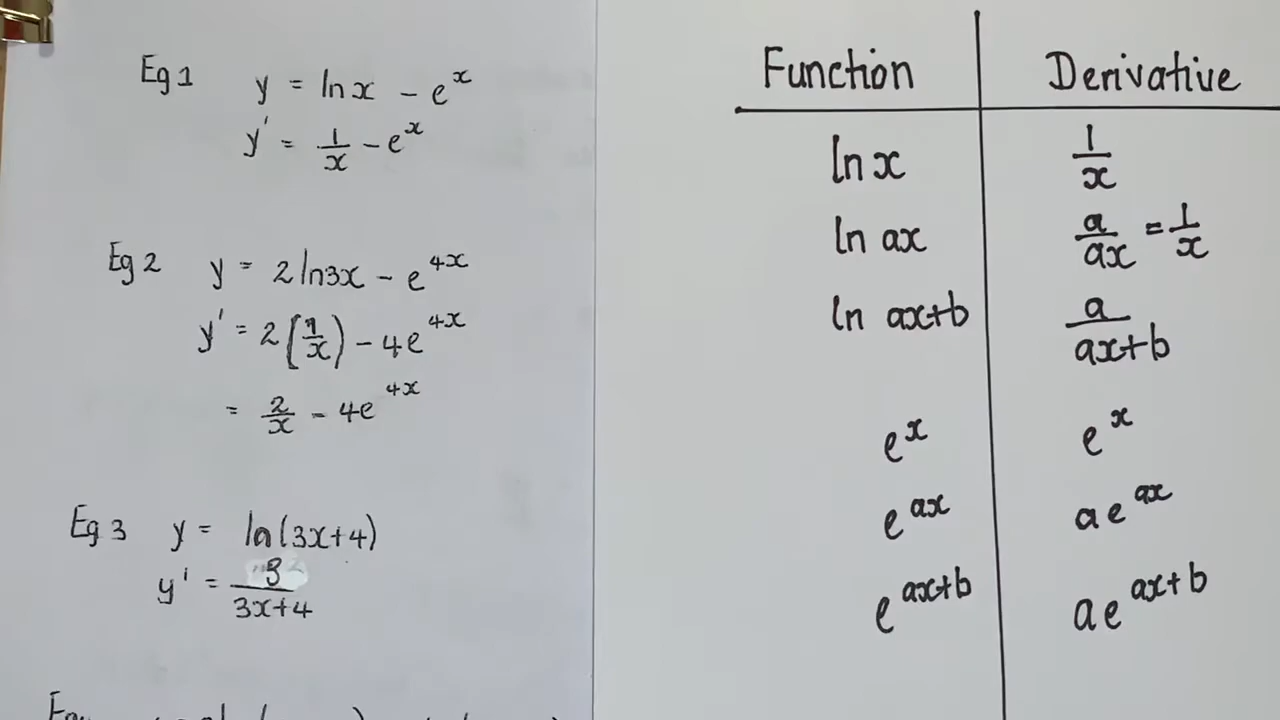 Eg 1 y = ln x - e^x
y' = 1/x - e^x
Eg 2 y = 2 ln 3x - e^4x
y' = 2(1/x) - 4e^4x
= 2/x - 4e^4x
Eg 3 y = ln(3x+4)
y' = 3/(3x+4)
Function Derivative
ln x 1/x
ln ax a/ax = 1/x
ln ax+b a/(ax+b)
e^x e^x
e^ax ae^ax
e^(ax+b) ae^(ax+b)